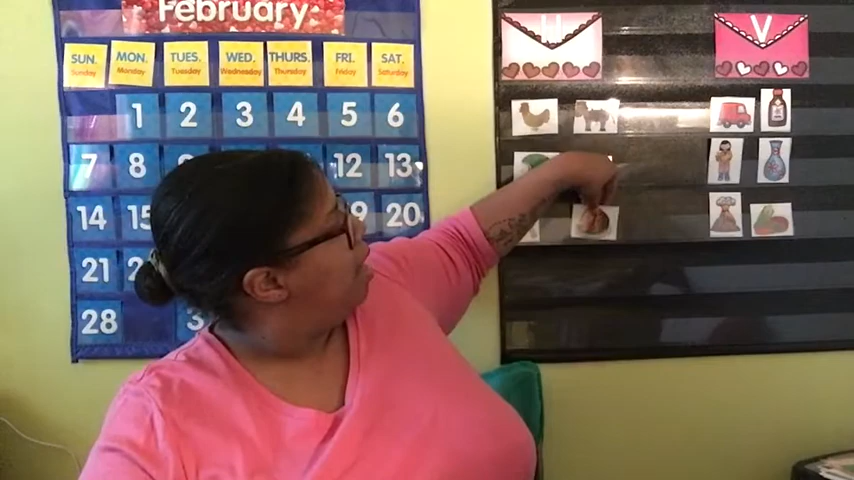 February
SUN. MON. TUES. WED. THURS. FRI. SAT.
Sunday Monday Tuesday Wednesday Thursday Friday Saturday
1 2 3 4 5 6
7 8 12 13
14 20
21
28
V